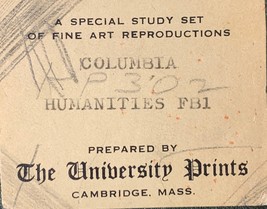 A SPECIAL STUDY SET
OF FINE ART REPRODUCTIONS
COLUMBIA
HUMANITIES FB1
PREPARED BY
The University Prints
CAMBRIDGE, MASS.